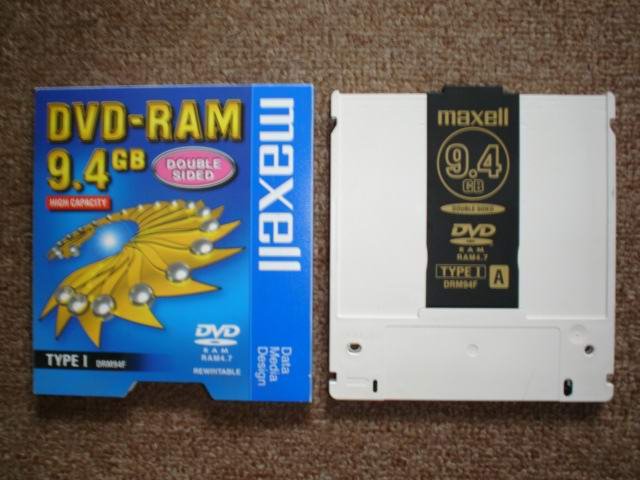 DVD-RAM
9.4GB
DOUBLE
SIDED
HIGH CAPACITY
maxell
DVD
RAM
RAM4.7
REWRITABLE
Data
Media
Design
TYPE I DRM94F
maxell
9.4
GB
DOUBLE SIDED
DVD
RAM
RAM4.7
TYPE I A
DRM94F